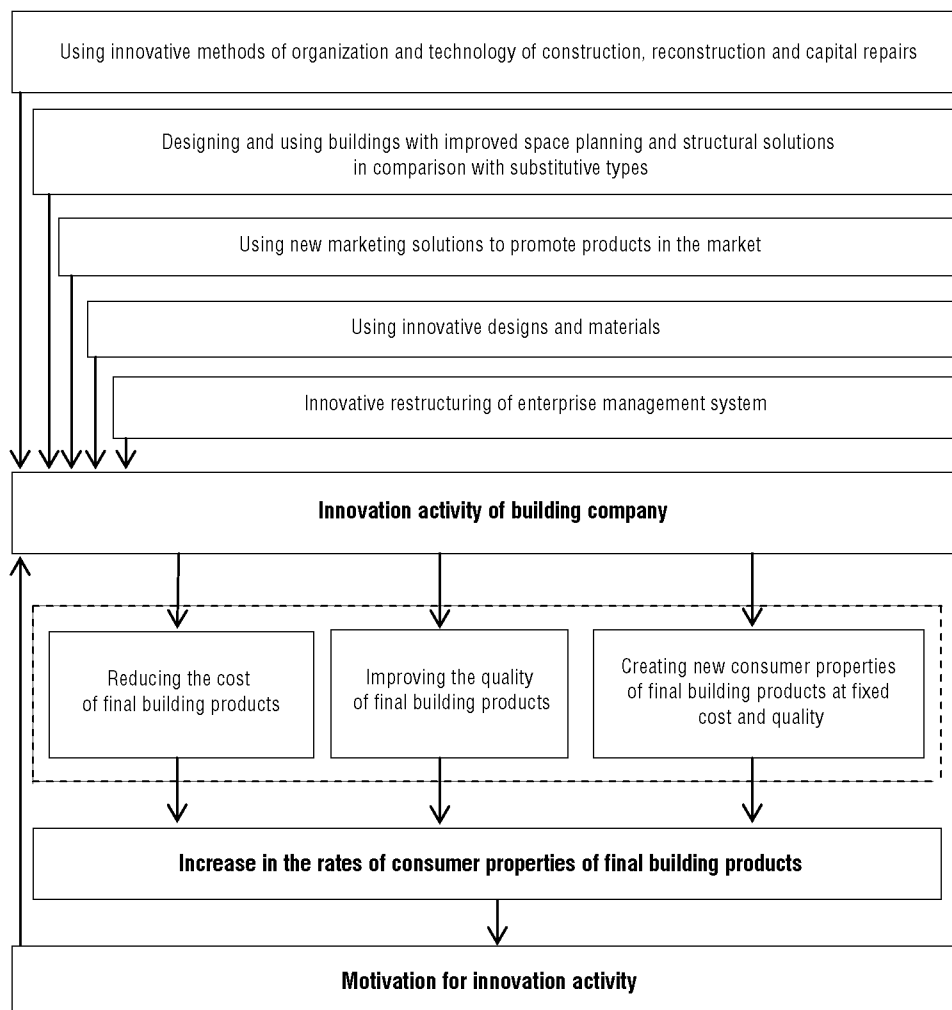 Using innovative methods of organization and technology of construction, reconstruction and capital repairs
Designing and using buildings with improved space planning and structural solutions
in comparison with substitutive types
Using new marketing solutions to promote products in the market
Using innovative designs and materials
Innovative restructuring of enterprise management system
Innovation activity of building company
Reducing the cost
of final building products
Improving the quality
of final building products
Creating new consumer properties
of final building products at fixed
cost and quality
Increase in the rates of consumer properties of final building products
Motivation for innovation activity